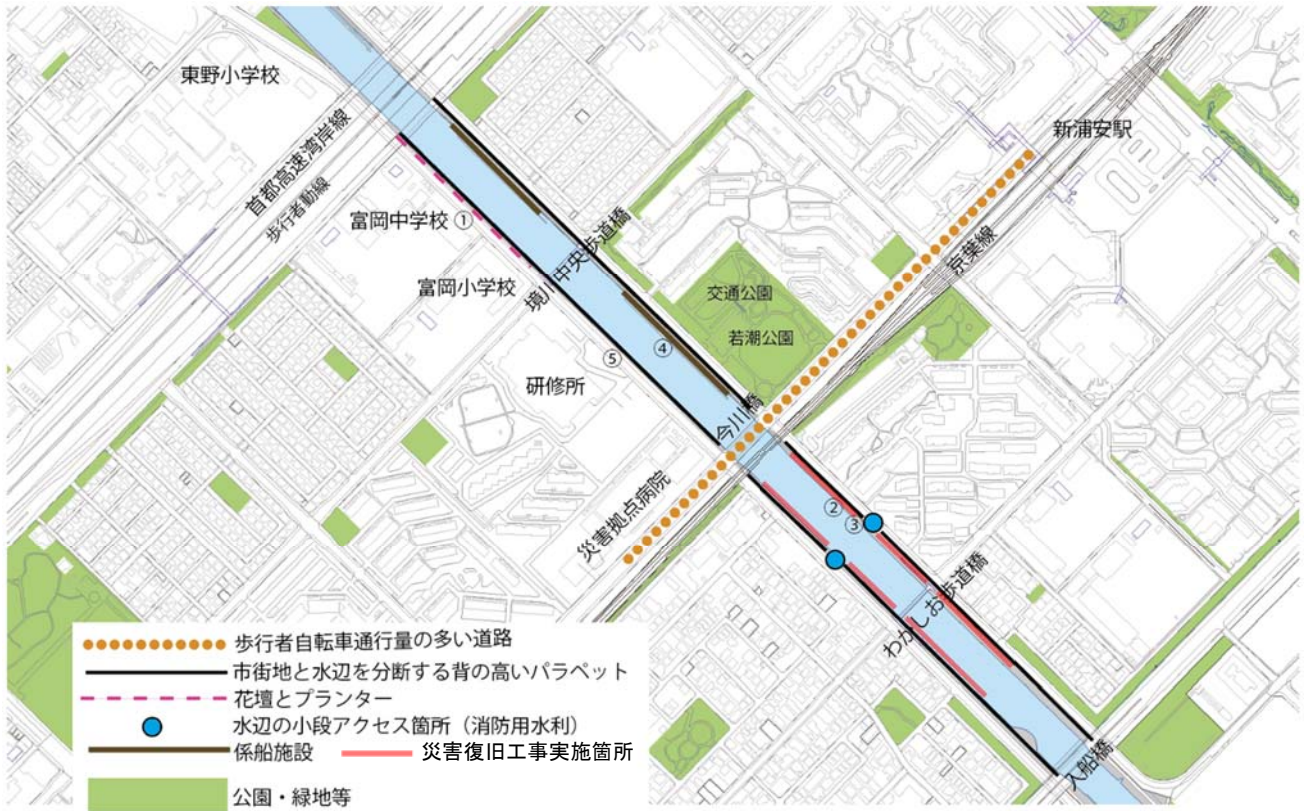 東野小学校
首都高速湾岸線
歩行者動線
新浦安駅
富岡中学校 ①
境川中央歩道橋
京葉線
富岡小学校
交通公園
若潮公園
④
⑤
研修所
今川橋
災害拠点病院
②
③
わかしお歩道橋
入船橋
歩行者自転車通行量の多い道路
市街地と水辺を分断する背の高いパラペット
花壇とプランター
水辺の小段アクセス箇所（消防用水利）
係船施設
災害復旧工事実施箇所
公園・緑地等